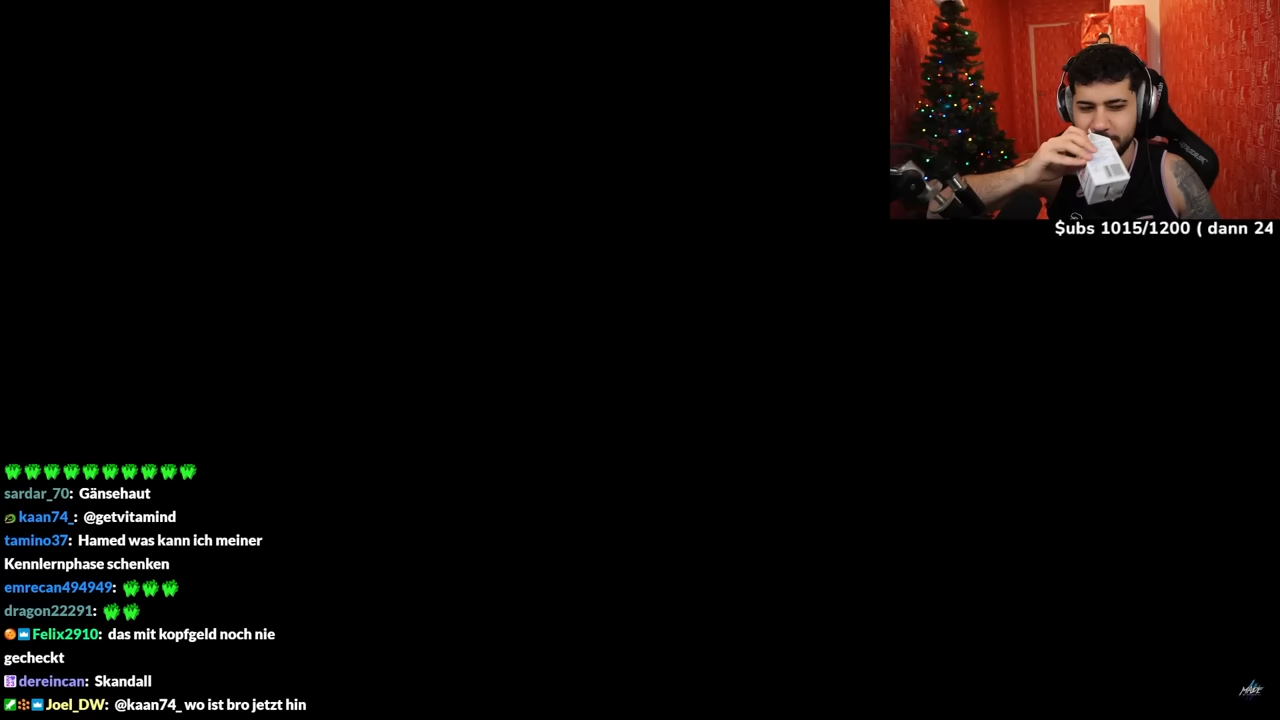 $ubs 1015/1200 ( dann 24
sardar_70: Gänsehaut
kaan74_: @getvitamind
tamino37: Hamed was kann ich meiner
Kennlernphase schenken
emrecan494949:
dragon22291:
Felix2910: das mit kopfgeld noch nie
gecheckt
dereincan: Skandall
Joel_DW: @kaan74_ wo ist bro jetzt hin